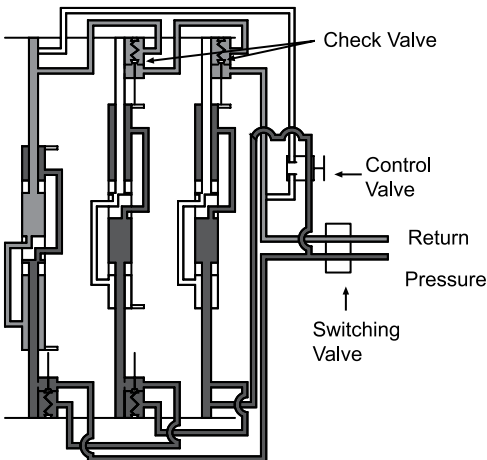 Check Valve
Control
Valve
Return
Pressure
Switching
Valve